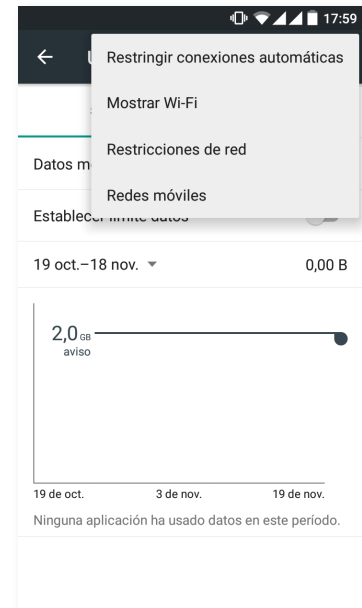 17:59
Restringir conexiones automáticas
Mostrar Wi-Fi
Restricciones de red
Redes móviles
Datos
Establecer límite datos
19 oct.–18 nov. 0,00 B
2,0 GB
aviso
19 de oct. 3 de nov. 19 de nov.
Ninguna aplicación ha usado datos en este período.